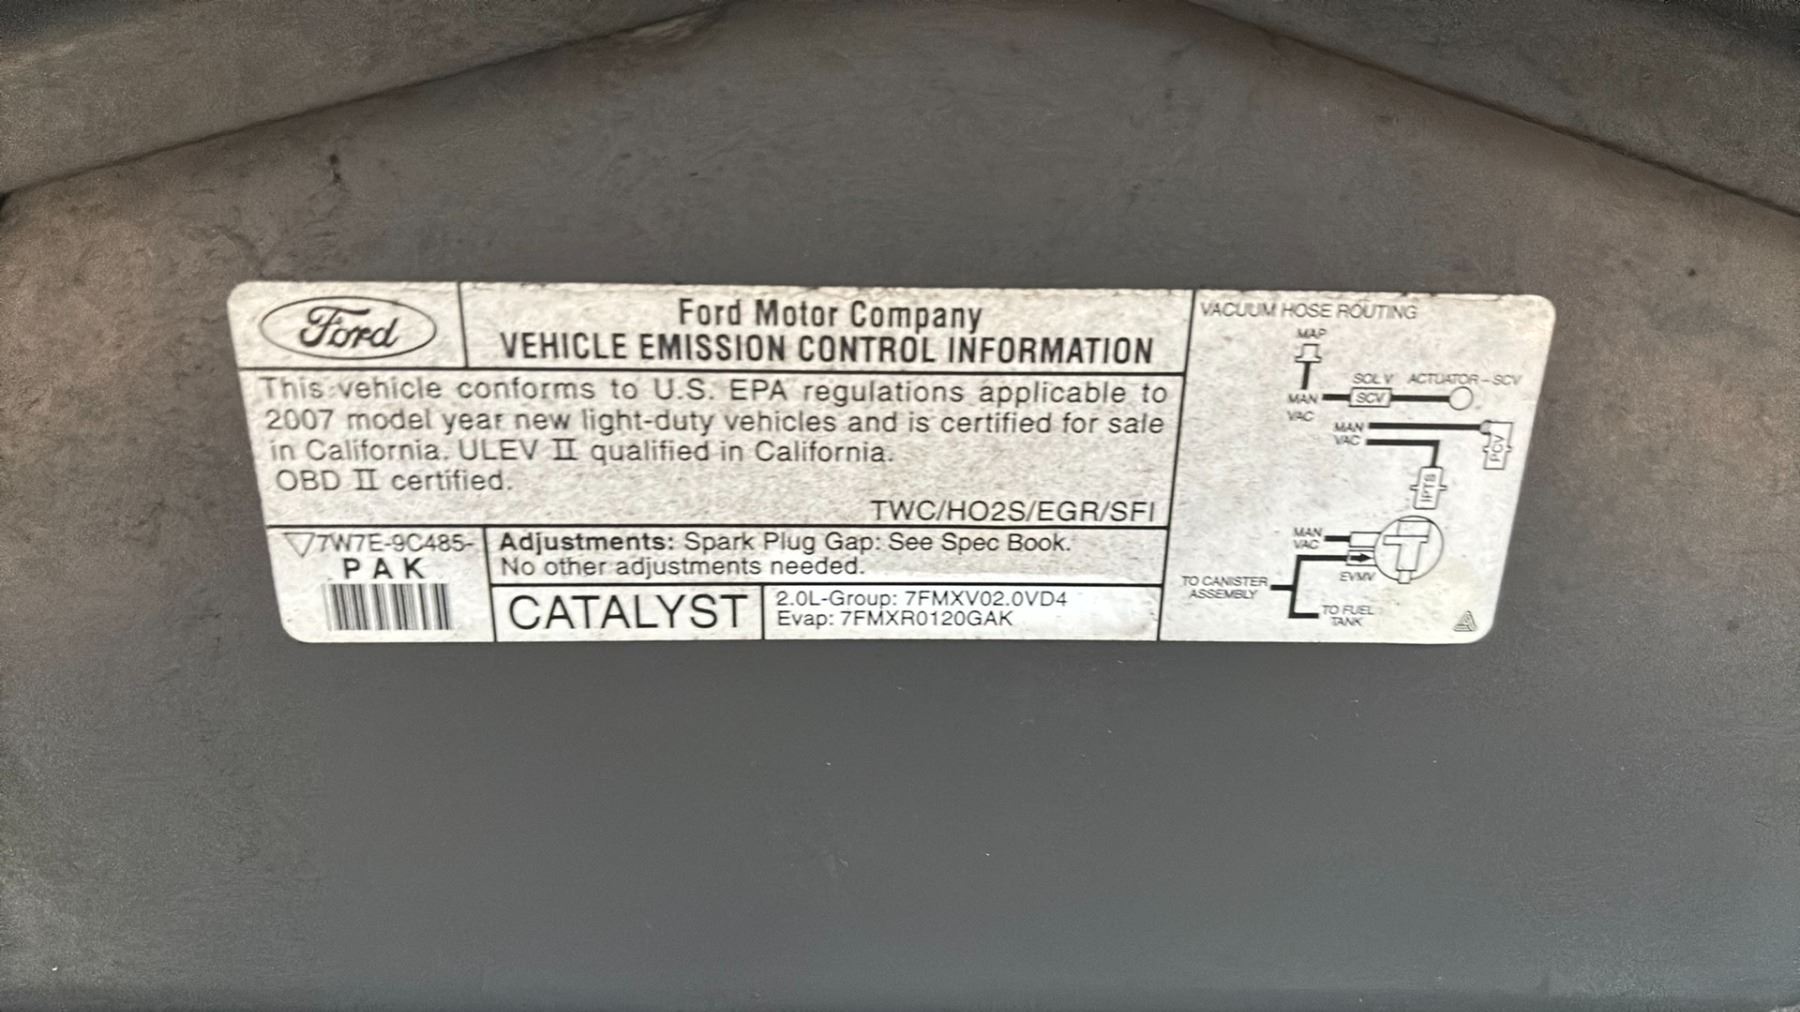 Ford
Ford Motor Company
VEHICLE EMISSION CONTROL INFORMATION
This vehicle conforms to U.S. EPA regulations applicable to
2007 model year new light-duty vehicles and is certified for sale
in California. ULEV II qualified in California.
OBD II certified.
TWC/HO2S/EGR/SFI
7W7E-9C485-
PAK
Adjustments: Spark Plug Gap: See Spec Book.
No other adjustments needed.
CATALYST
2.0L-Group: 7FMXV02.0VD4
Evap: 7FMXR0120GAK
VACUUM HOSE ROUTING
MAP
SOL V ACTUATOR-SCV
MAN
VAC
SCV
MAN
VAC
PCV
IPTS
MAN
VAC
EVMV
TO CANISTER
ASSEMBLY
TO FUEL
TANK